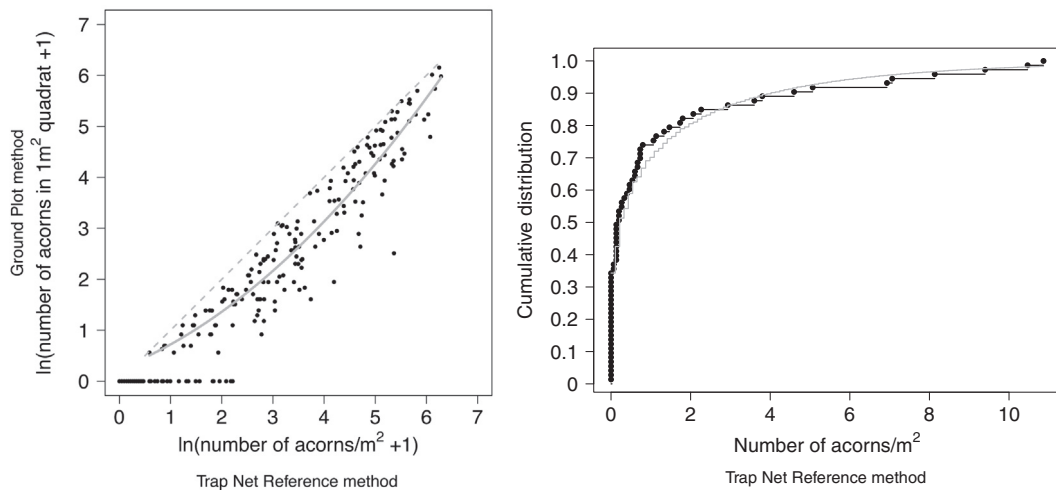 Ground Plot method
ln(number of acorns in 1m² quadrat +1)
7
6
5
4
3
2
1
0
0 1 2 3 4 5 6 7
ln(number of acorns/m² +1)
Trap Net Reference method
Cumulative distribution
1.0
0.9
0.8
0.7
0.6
0.5
0.4
0.3
0.2
0.1
0
0 2 4 6 8 10
Number of acorns/m²
Trap Net Reference method